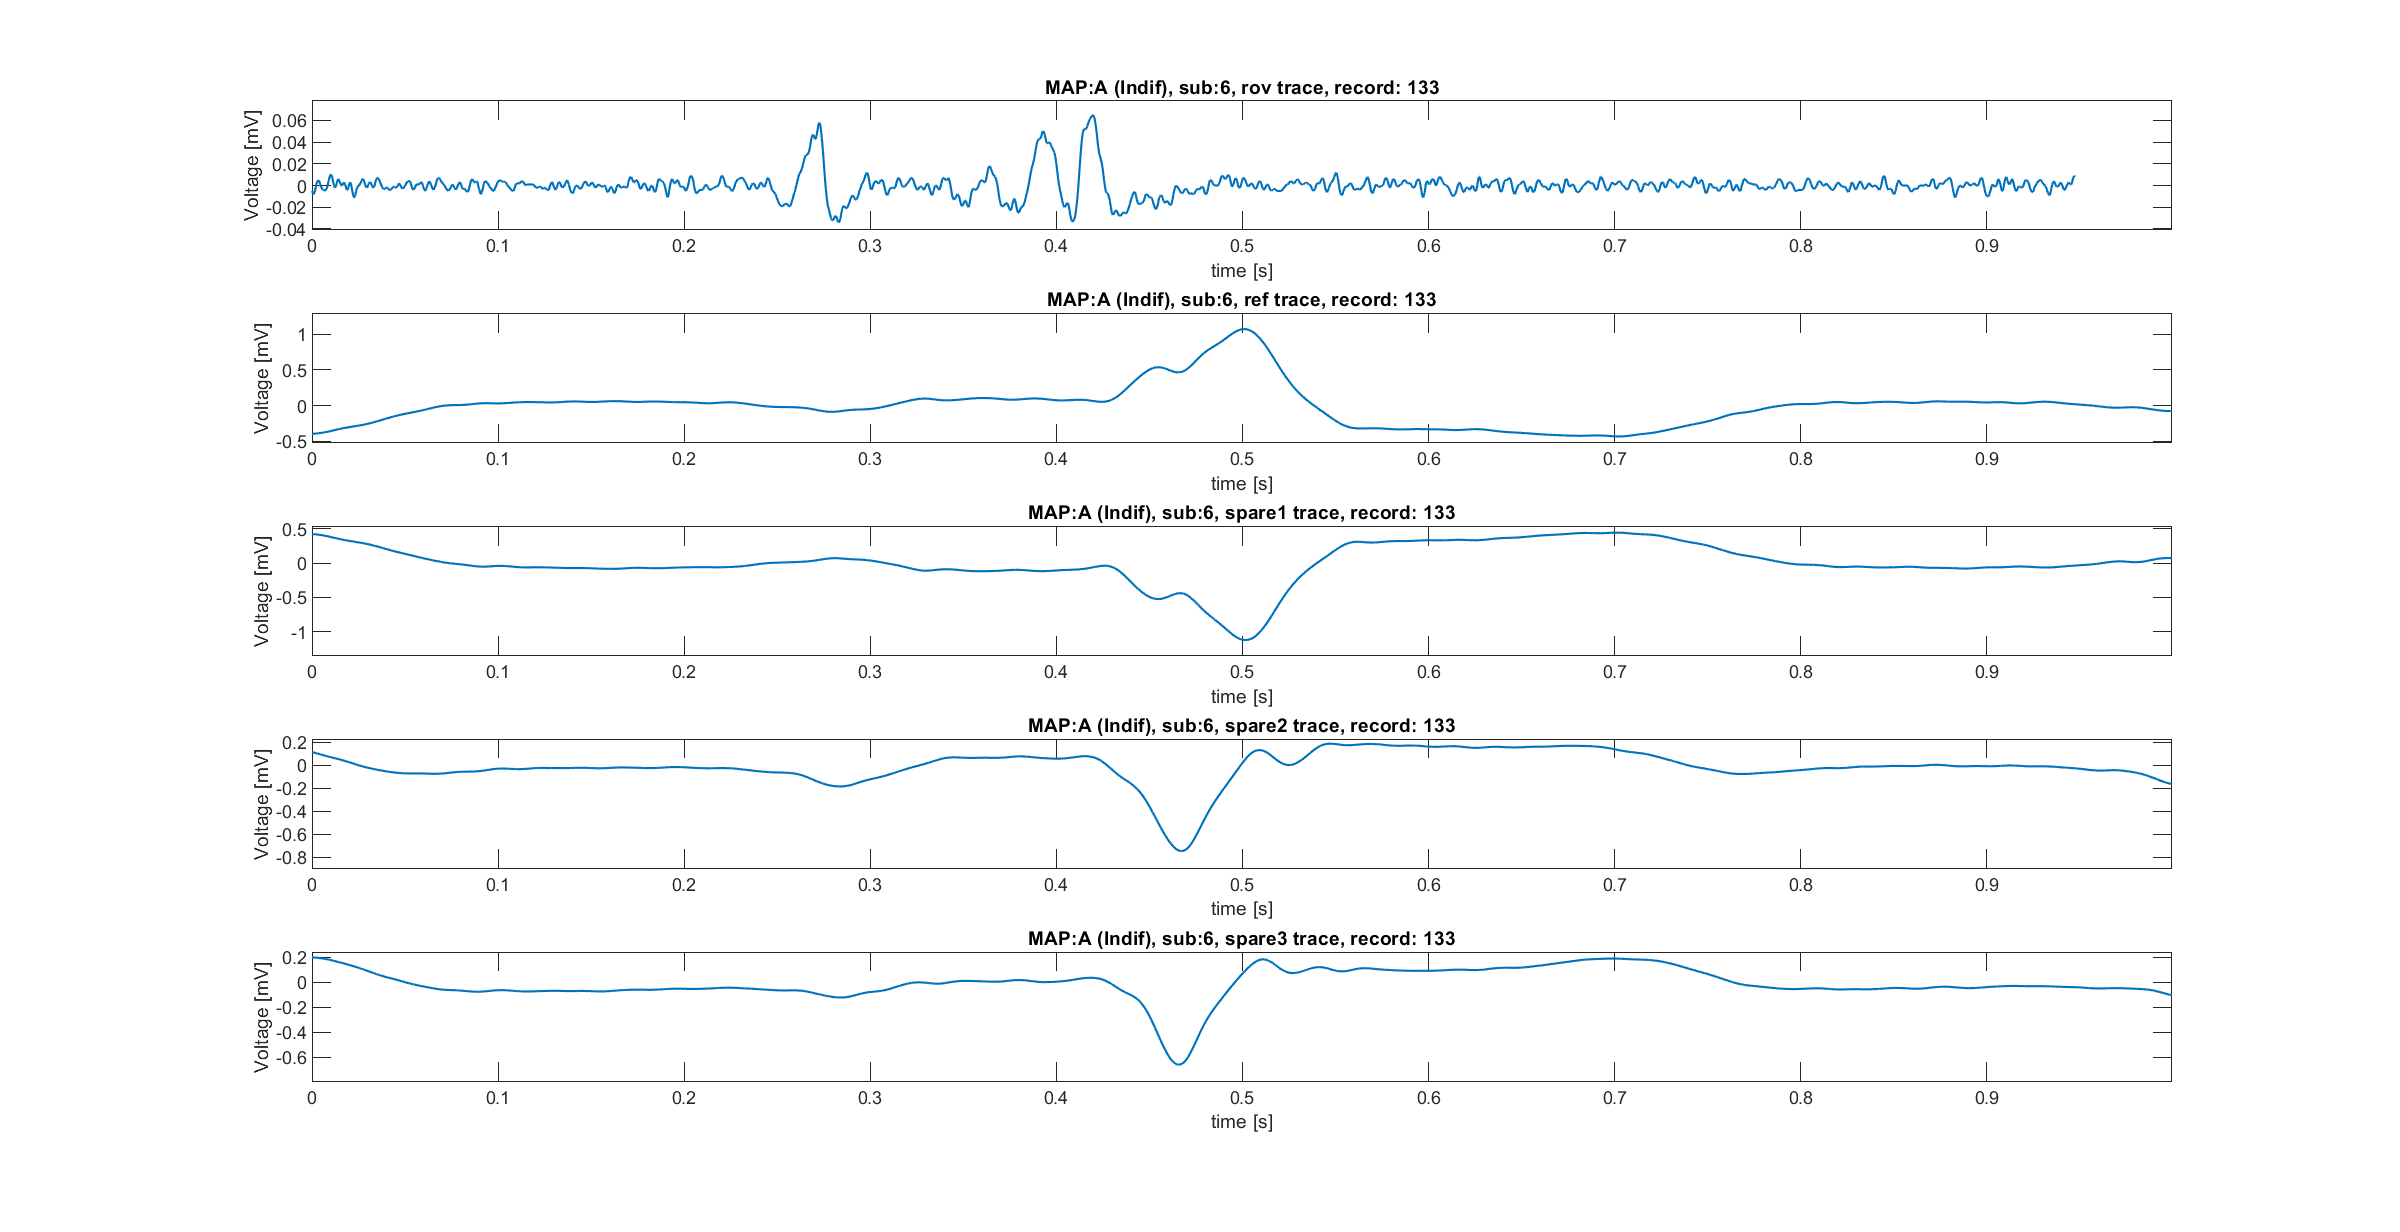 MAP:A (Indif), sub:6, rov trace, record: 133
Voltage [mV]
0.06
0.04
0.02
0
-0.02
-0.04
0 0.1 0.2 0.3 0.4 0.5 0.6 0.7 0.8 0.9
time [s]
MAP:A (Indif), sub:6, ref trace, record: 133
Voltage [mV]
1
0.5
0
-0.5
0 0.1 0.2 0.3 0.4 0.5 0.6 0.7 0.8 0.9
time [s]
MAP:A (Indif), sub:6, spare1 trace, record: 133
Voltage [mV]
0.5
0
-0.5
-1
0 0.1 0.2 0.3 0.4 0.5 0.6 0.7 0.8 0.9
time [s]
MAP:A (Indif), sub:6, spare2 trace, record: 133
Voltage [mV]
0.2
0
-0.2
-0.4
-0.6
-0.8
0 0.1 0.2 0.3 0.4 0.5 0.6 0.7 0.8 0.9
time [s]
MAP:A (Indif), sub:6, spare3 trace, record: 133
Voltage [mV]
0.2
0
-0.2
-0.4
-0.6
0 0.1 0.2 0.3 0.4 0.5 0.6 0.7 0.8 0.9
time [s]